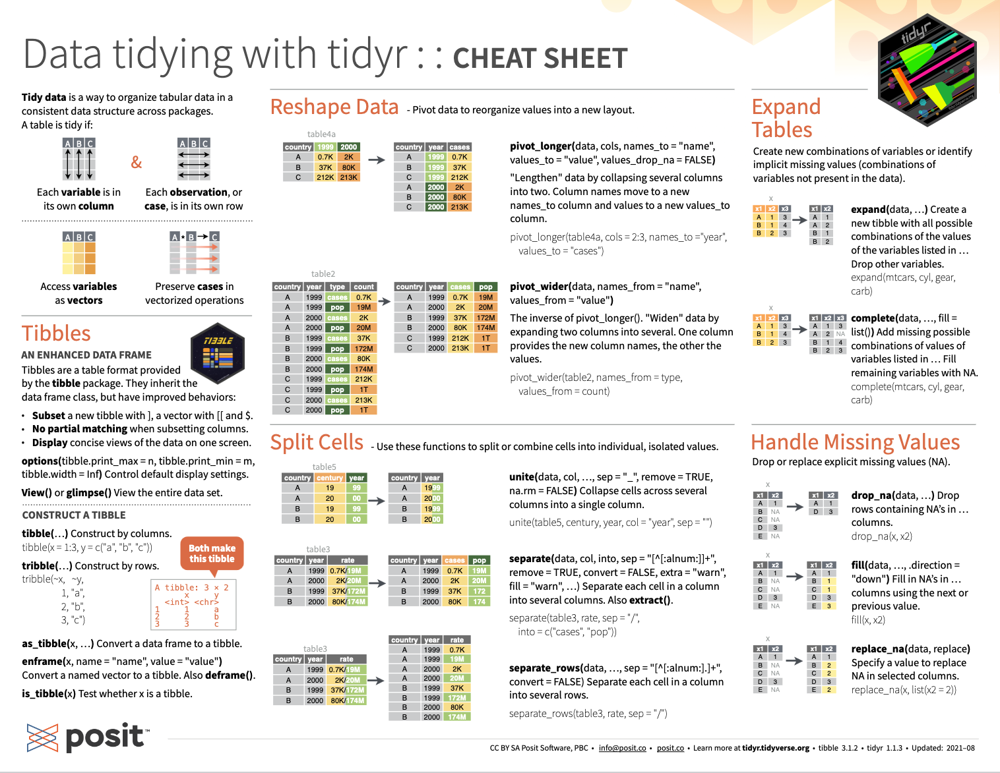 Data tidying with tidyr : : CHEAT SHEET
tidyr
Tidy data is a way to organize tabular data in a
consistent data structure across packages.
A table is tidy if:
A B C
&
A B C
Each variable is in
its own column
Each observation, or
case, is in its own row
A B C
A * B → C
Access variables
as vectors
Preserve cases in
vectorized operations
Tibbles
TIBBLE
AN ENHANCED DATA FRAME
Tibbles are a table format provided
by the tibble package. They inherit the
data frame class, but have improved behaviors:
• Subset a new tibble with ], a vector with [[ and $.
• No partial matching when subsetting columns.
• Display concise views of the data on one screen.
options(tibble.print_max = n, tibble.print_min = m,
tibble.width = Inf) Control default display settings.
View() or glimpse() View the entire data set.
CONSTRUCT A TIBBLE
tibble(…) Construct by columns.
tibble(x = 1:3, y = c("a", "b", "c"))
Both make
this tibble
tribble(…) Construct by rows.
tribble(~x, ~y,
1, "a",
2, "b",
3, "c")
A tibble: 3 × 2
x y
<int> <chr>
1 1 a
2 2 b
3 3 c
as_tibble(x, …) Convert a data frame to a tibble.
enframe(x, name = "name", value = "value")
Convert a named vector to a tibble. Also deframe().
is_tibble(x) Test whether x is a tibble.
Reshape Data - Pivot data to reorganize values into a new layout.
table4a
country 1999 2000
A 0.7K 2K
B 37K 80K
C 212K 213K
country year cases
A 1999 0.7K
B 1999 37K
C 1999 212K
A 2000 2K
B 2000 80K
C 2000 213K
pivot_longer(data, cols, names_to = "name",
values_to = "value", values_drop_na = FALSE)
"Lengthen" data by collapsing several columns
into two. Column names move to a new
names_to column and values to a new values_to
column.
pivot_longer(table4a, cols = 2:3, names_to ="year",
values_to = "cases")
table2
country year type count
A 1999 cases 0.7K
A 1999 pop 19M
A 2000 cases 2K
A 2000 pop 20M
B 1999 cases 37K
B 1999 pop 172M
B 2000 cases 80K
B 2000 pop 174M
C 1999 cases 212K
C 1999 pop 1T
C 2000 cases 213K
C 2000 pop 1T
country year cases pop
A 1999 0.7K 19M
A 2000 2K 20M
B 1999 37K 172M
B 2000 80K 174M
C 1999 212K 1T
C 2000 213K 1T
pivot_wider(data, names_from = "name",
values_from = "value")
The inverse of pivot_longer(). "Widen" data by
expanding two columns into several. One column
provides the new column names, the other the
values.
pivot_wider(table2, names_from = type,
values_from = count)
Split Cells - Use these functions to split or combine cells into individual, isolated values.
table5
country century year
A 19 99
A 20 00
B 19 99
B 20 00
country year
A 1999
A 2000
B 1999
B 2000
unite(data, col, …, sep = "_", remove = TRUE,
na.rm = FALSE) Collapse cells across several
columns into a single column.
unite(table5, century, year, col = "year", sep = "")
table3
country year rate
A 1999 0.7K/19M
A 2000 2K/20M
B 1999 37K/172M
B 2000 80K/174M
country year cases pop
A 1999 0.7K 19M
A 2000 2K 20M
B 1999 37K 172
B 2000 80K 174
separate(data, col, into, sep = "[^[:alnum:]]+",
remove = TRUE, convert = FALSE, extra = "warn",
fill = "warn", …) Separate each cell in a column
into several columns. Also extract().
separate(table3, rate, sep = "/",
into = c("cases", "pop"))
table3
country year rate
A 1999 0.7K/19M
A 2000 2K/20M
B 1999 37K/172M
B 2000 80K/174M
country year rate
A 1999 0.7K
A 1999 19M
A 2000 2K
A 2000 20M
B 1999 37K
B 1999 172M
B 2000 80K
B 2000 174M
separate_rows(data, …, sep = "[^[:alnum:].]+",
convert = FALSE) Separate each cell in a column
into several rows.
separate_rows(table3, rate, sep = "/")
Expand
Tables
Create new combinations of variables or identify
implicit missing values (combinations of
variables not present in the data).
x
x1 x2 x3
A 1 3
B 1 4
B 2 3
x1 x2
A 1
A 2
B 1
B 2
expand(data, …) Create a
new tibble with all possible
combinations of the values
of the variables listed in …
Drop other variables.
expand(mtcars, cyl, gear,
carb)
x
x1 x2 x3
A 1 3
B 1 4
B 2 3
x1 x2 x3
A 1 3
A 2 NA
B 1 4
B 2 3
complete(data, …, fill =
list()) Add missing possible
combinations of values of
variables listed in … Fill
remaining variables with NA.
complete(mtcars, cyl, gear,
carb)
Handle Missing Values
Drop or replace explicit missing values (NA).
x
x1 x2
A 1
B NA
C NA
D 3
E NA
x1 x2
A 1
D 3
drop_na(data, …) Drop
rows containing NA's in …
columns.
drop_na(x, x2)
x
x1 x2
A 1
B NA
C NA
D 3
E NA
x1 x2
A 1
B 1
C 1
D 3
E 3
fill(data, …, .direction =
"down") Fill in NA's in …
columns using the next or
previous value.
fill(x, x2)
x
x1 x2
A 1
B NA
C NA
D 3
E NA
x1 x2
A 1
B 2
C 2
D 3
E 2
replace_na(data, replace)
Specify a value to replace
NA in selected columns.
replace_na(x, list(x2 = 2))
posit™
CC BY SA Posit Software, PBC • info@posit.co • posit.co • Learn more at tidyr.tidyverse.org • tibble 3.1.2 • tidyr 1.1.3 • Updated: 2021–08